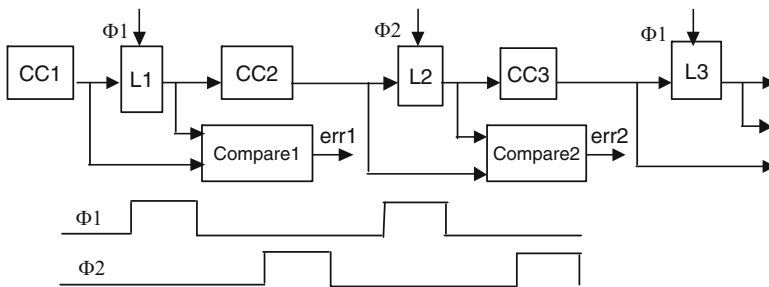 Φ1
Φ2
Φ1
CC1
L1
CC2
L2
CC3
L3
Compare1
err1
Compare2
err2
Φ1
Φ2